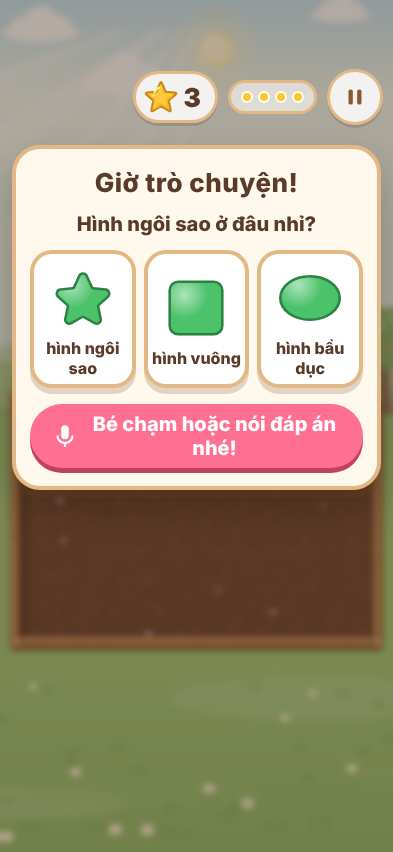 3
Giờ trò chuyện!
Hình ngôi sao ở đâu nhỉ?
hình ngôi
sao
hình vuông
hình bầu
dục
Bé chạm hoặc nói đáp án
nhé!